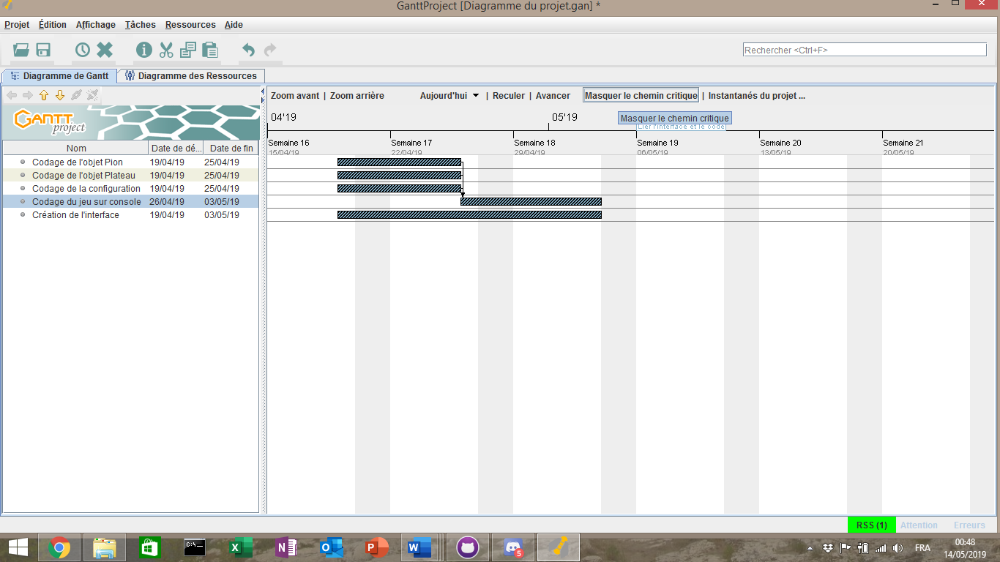 GanttProject [Diagramme du projet.gan] *
Projet Édition Affichage Tâches Ressources Aide
Rechercher <Ctrl+F>
Diagramme de Gantt Diagramme des Ressources
Zoom avant | Zoom arrière Aujourd'hui | Reculer | Avancer Masquer le chemin critique | Instantanés du projet ...
GANTT project
04'19 05'19 Masquer le chemin critique
Lier l'interface et le code
Nom Date de dé... Date de fin
Semaine 16 Semaine 17 Semaine 18 Semaine 19 Semaine 20 Semaine 21
15/04/19 22/04/19 29/04/19 06/05/19 13/05/19 20/05/19
Codage de l'objet Pion 19/04/19 25/04/19
Codage de l'objet Plateau 19/04/19 25/04/19
Codage de la configuration 19/04/19 25/04/19
Codage du jeu sur console 26/04/19 03/05/19
Création de l'interface 19/04/19 03/05/19
RSS (1) Attention Erreurs
5
FRA
00:48
14/05/2019